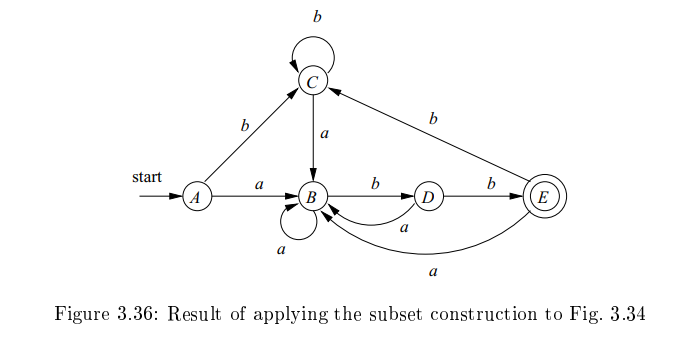 b
C
b
b
a
start
a
b
b
A
B
D
E
a
a
a
Figure 3.36: Result of applying the subset construction to Fig. 3.34